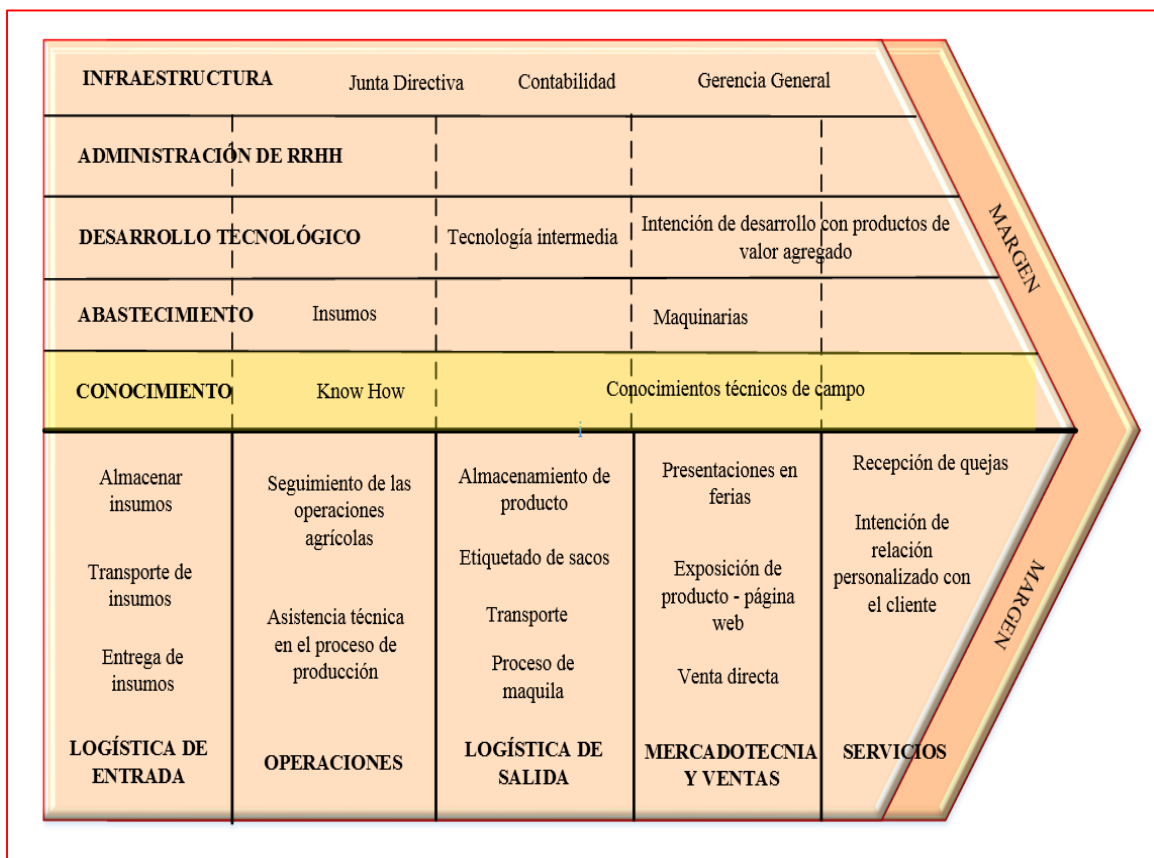 INFRAESTRUCTURA
Junta Directiva
Contabilidad
Gerencia General
ADMINISTRACIÓN DE RRHH
DESARROLLO TECNOLÓGICO
Tecnología intermedia
Intención de desarrollo con productos de
valor agregado
ABASTECIMIENTO
Insumos
Maquinarias
CONOCIMIENTO
Know How
Conocimientos técnicos de campo
Almacenar
insumos
Transporte de
insumos
Entrega de
insumos
LOGÍSTICA DE
ENTRADA
Seguimiento de las
operaciones
agrícolas
Asistencia técnica
en el proceso de
producción
OPERACIONES
Almacenamiento de
producto
Etiquetado de sacos
Transporte
Proceso de
maquila
LOGÍSTICA DE
SALIDA
Presentaciones en
ferias
Exposición de
producto - página
web
Venta directa
MERCADOTECNIA
Y VENTAS
Recepción de quejas
Intención de
relación
personalizado con
el cliente
SERVICIOS
MARGEN
MARGEN